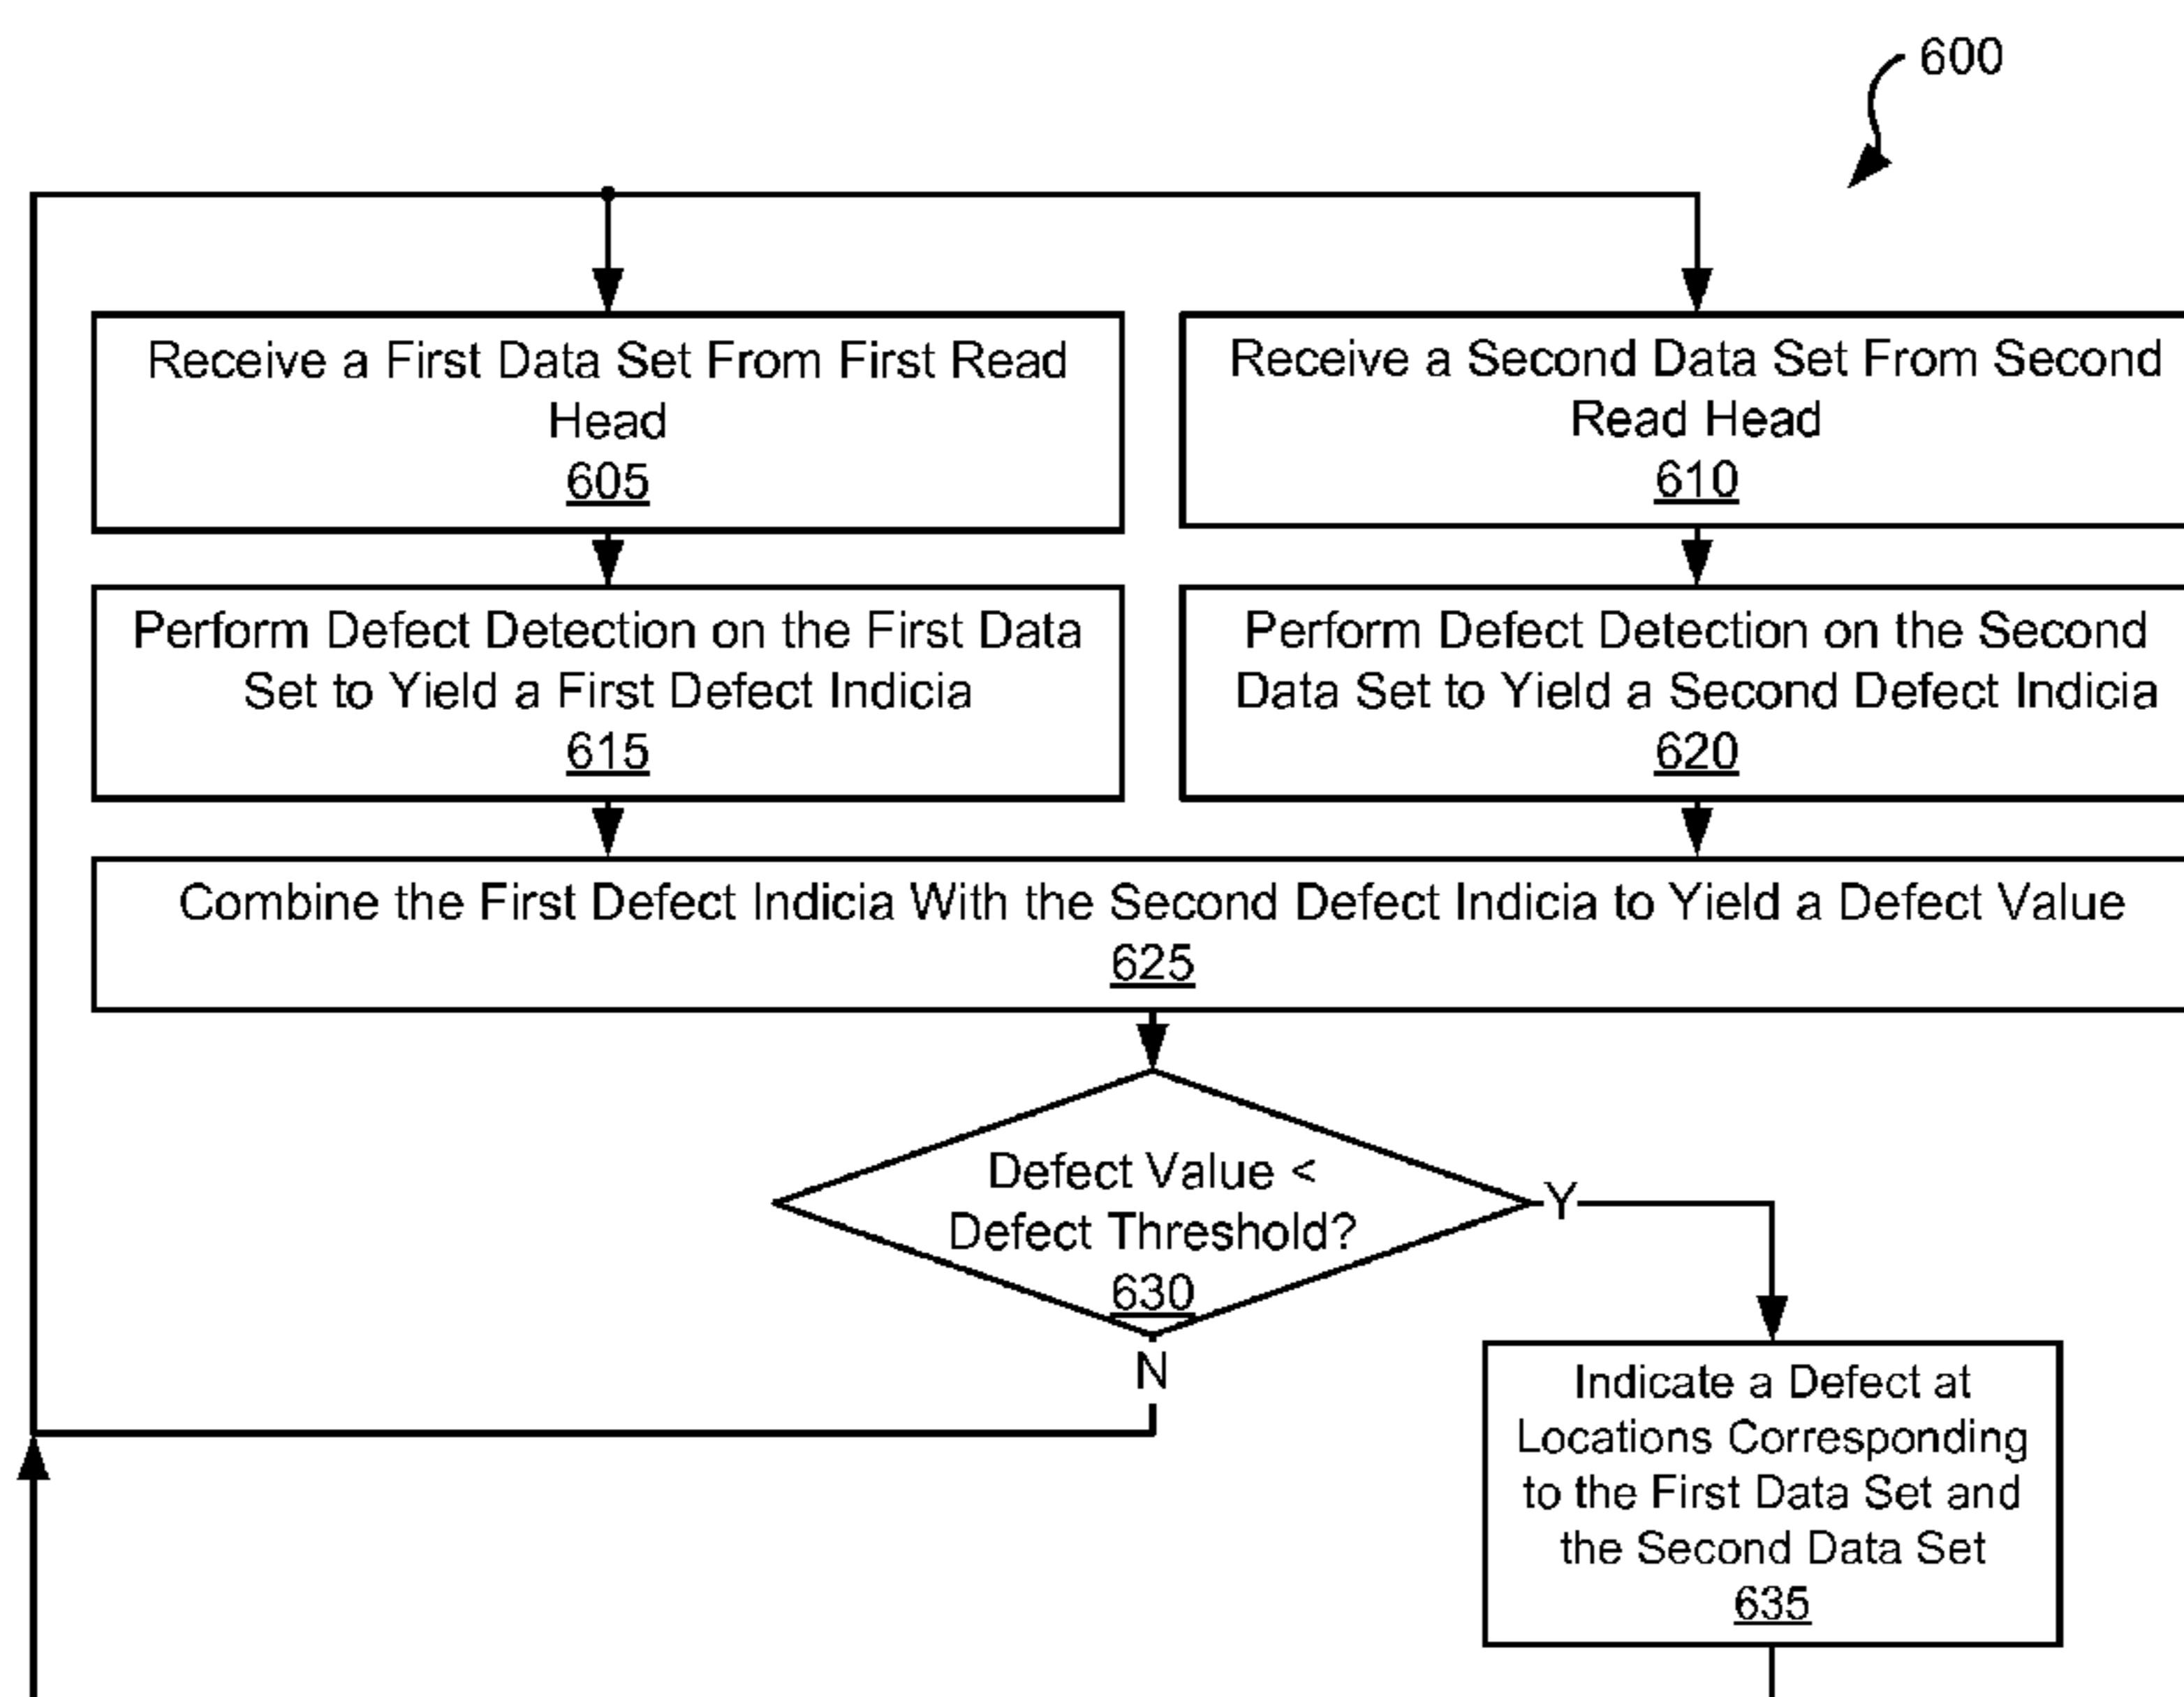 600
Receive a First Data Set From First Read
Head
605
Receive a Second Data Set From Second
Read Head
610
Perform Defect Detection on the First Data
Set to Yield a First Defect Indicia
615
Perform Defect Detection on the Second
Data Set to Yield a Second Defect Indicia
620
Combine the First Defect Indicia With the Second Defect Indicia to Yield a Defect Value
625
Defect Value <
Defect Threshold?
630
Y
N
Indicate a Defect at
Locations Corresponding
to the First Data Set and
the Second Data Set
635